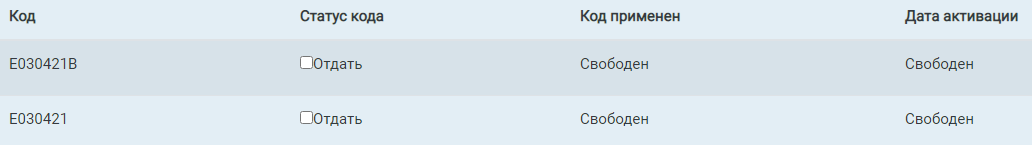 Код Статус кода Код применен Дата активации
E030421B Отдать Свободен Свободен
E030421 Отдать Свободен Свободен